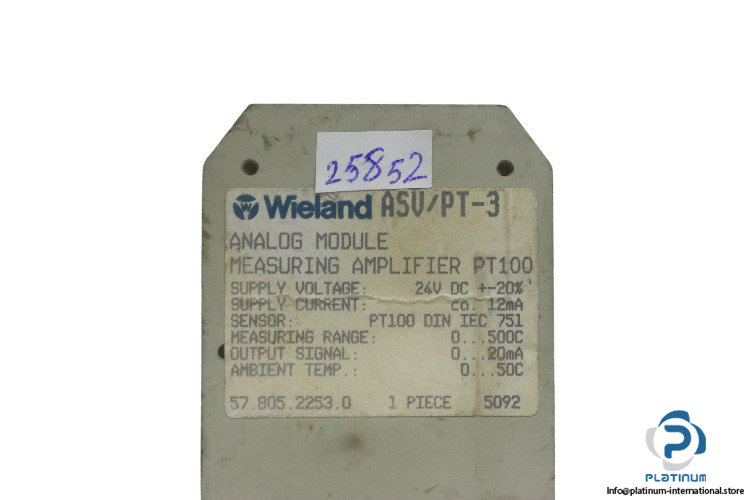 25852
Wieland ASV/PT-3
ANALOG MODULE
MEASURING AMPLIFIER PT100
SUPPLY VOLTAGE: 24V DC +-20%
SUPPLY CURRENT: ca. 12mA
SENSOR: PT100 DIN IEC 751
MEASURING RANGE: 0...500C
OUTPUT SIGNAL: 0...20mA
AMBIENT TEMP.: 0...50C
57.805.2253.0 1 PIECE 5092
PLATINUM
Info@platinum-international.store